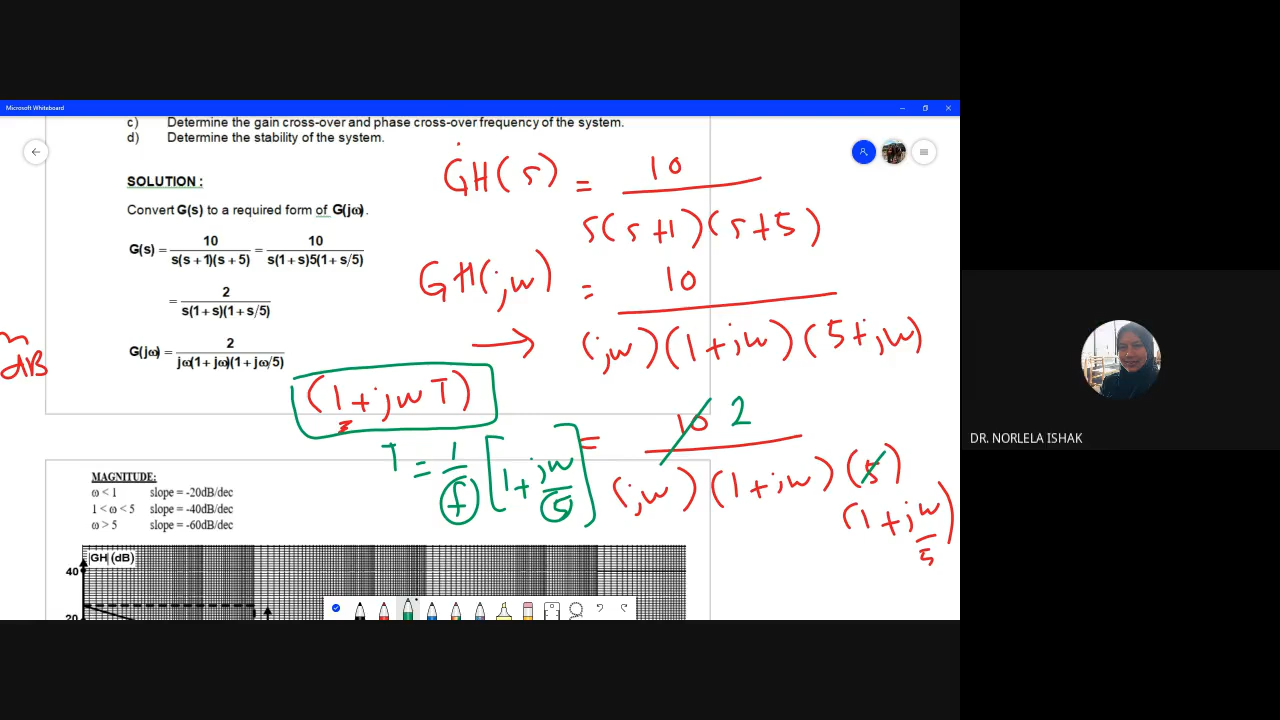 Microsoft Whiteboard
c) Determine the gain cross-over and phase cross-over frequency of the system.
d) Determine the stability of the system.
SOLUTION :
Convert G(s) to a required form of G(jω).
G(s) = 10 / s(s + 1)(s + 5) = 10 / s(1 + s)5(1 + s/5)
= 2 / s(1 + s)(1 + s/5)
G(jω) = 2 / jω(1 + jω)(1 + jω/5)
GH(s) = 10 / s(s+1)(s+5)
GH(jw) = 10 / (jw)(1+jw)(5+jw)
→
dB
(1+jwT)
T = 1/f [1+jw/5]
= 10 2 / (jw)(1+jw)(5)
(1+jw/5)
DR. NORLELA ISHAK
MAGNITUDE:
ω < 1 slope = -20dB/dec
1 < ω < 5 slope = -40dB/dec
ω > 5 slope = -60dB/dec
GH (dB)
40
20